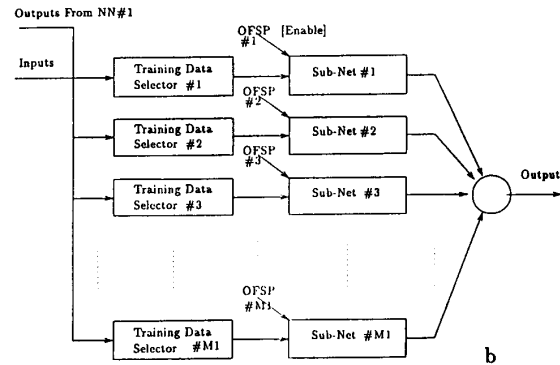 Outputs From NN#1
OFSP [Enable]
#1
Inputs
Training Data
Selector #1
Sub-Net #1
OFSP
#2
Training Data
Selector #2
Sub-Net #2
OFSP
#3
Training Data
Selector #3
Sub-Net #3
Output
OFSP
#M1
Training Data
Selector #M1
Sub-Net #M1
b